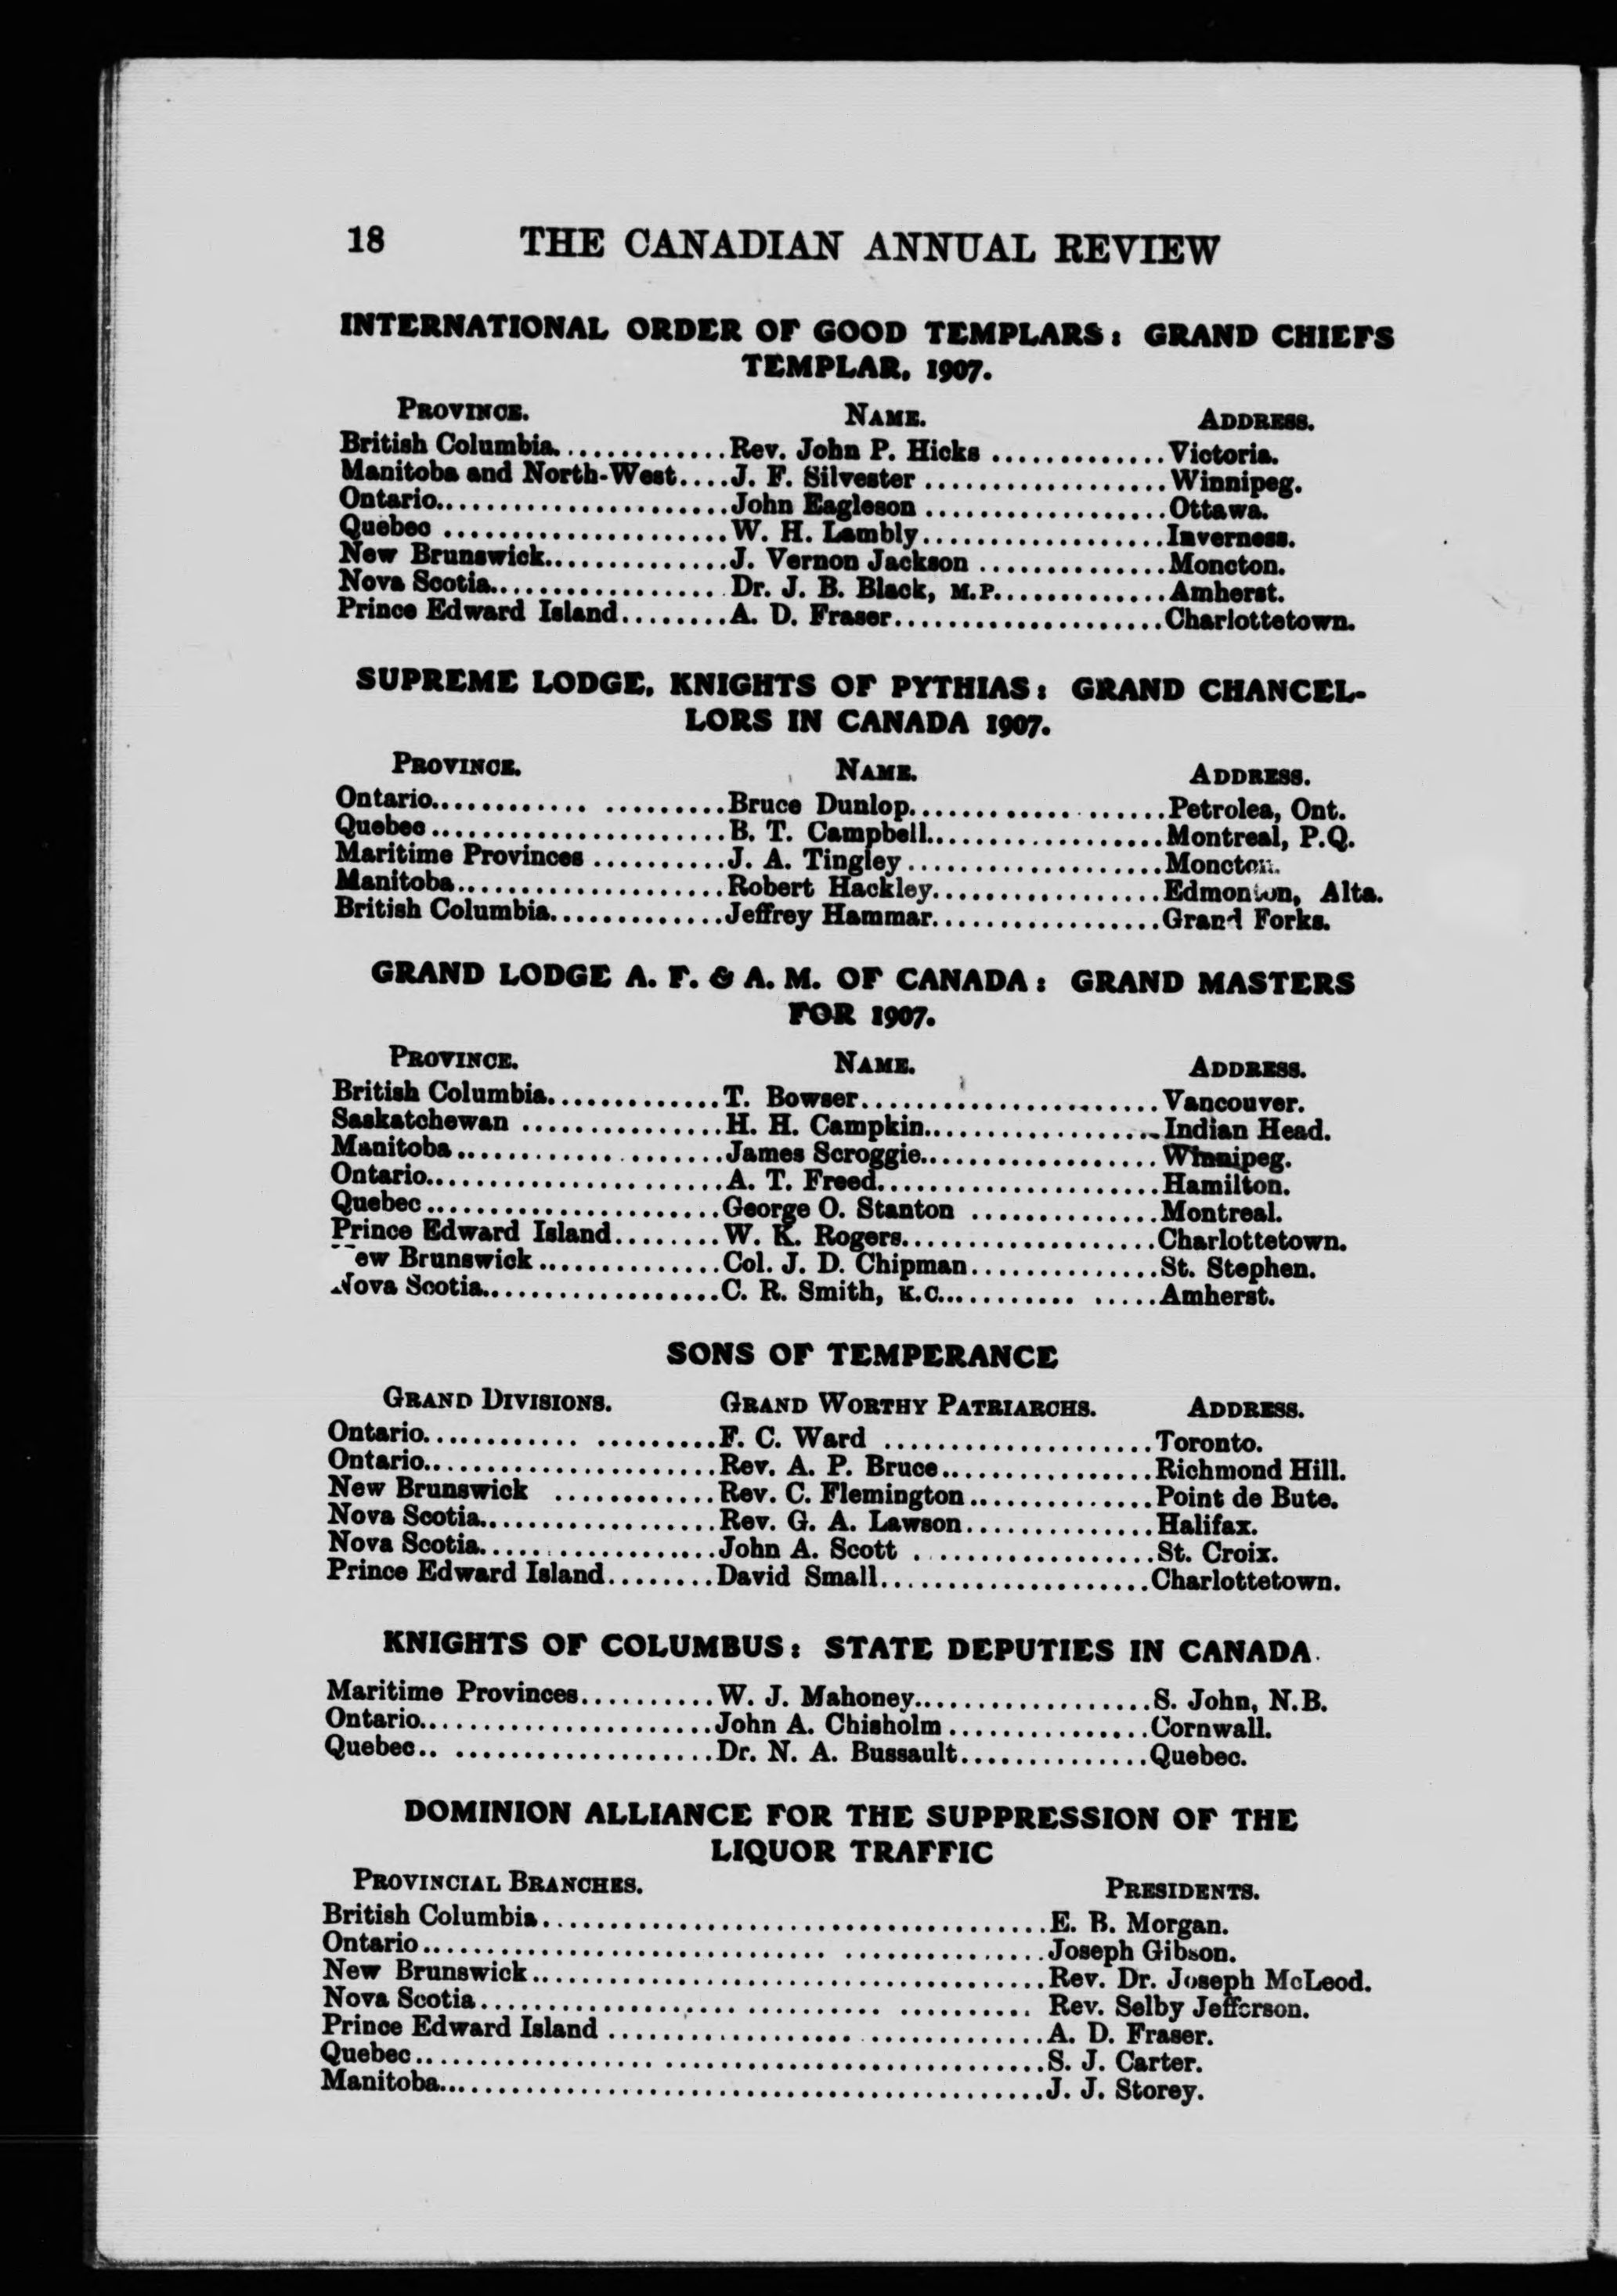 18 THE CANADIAN ANNUAL REVIEW
INTERNATIONAL ORDER OF GOOD TEMPLARS: GRAND CHIEFS
TEMPLAR, 1907.
PROVINCE. NAME. ADDRESS.
British Columbia.............Rev. John P. Hicks .............Victoria.
Manitoba and North-West....J. F. Silvester ..................Winnipeg.
Ontario......................John Eagleson ..................Ottawa.
Quebec .....................W. H. Lambly..................Inverness.
New Brunswick..............J. Vernon Jackson ..............Moncton.
Nova Scotia..................Dr. J. B. Black, M.P.............Amherst.
Prince Edward Island........A. D. Fraser....................Charlottetown.
SUPREME LODGE, KNIGHTS OF PYTHIAS: GRAND CHANCEL-
LORS IN CANADA 1907.
PROVINCE. NAME. ADDRESS.
Ontario............ .........Bruce Dunlop...................Petrolea, Ont.
Quebec......................B. T. Campbell..................Montreal, P.Q.
Maritime Provinces ..........J. A. Tingley...................Moncton.
Manitoba....................Robert Hackley.................Edmonton, Alta.
British Columbia.............Jeffrey Hammar.................Grand Forks.
GRAND LODGE A. F. & A. M. OF CANADA: GRAND MASTERS
FOR 1907.
PROVINCE. NAME. ADDRESS.
British Columbia.............T. Bowser......................Vancouver.
Saskatchewan ...............H. H. Campkin..................Indian Head.
Manitoba....................James Scroggie..................Winnipeg.
Ontario......................A. T. Freed.....................Hamilton.
Quebec......................George O. Stanton ..............Montreal.
Prince Edward Island........W. K. Rogers...................Charlottetown.
ew Brunswick..............Col. J. D. Chipman..............St. Stephen.
Nova Scotia..................C. R. Smith, K.C........... .....Amherst.
SONS OF TEMPERANCE
GRAND DIVISIONS. GRAND WORTHY PATRIARCHS. ADDRESS.
Ontario............ .........F. C. Ward ....................Toronto.
Ontario......................Rev. A. P. Bruce................Richmond Hill.
New Brunswick ............Rev. C. Flemington..............Point de Bute.
Nova Scotia..................Rev. G. A. Lawson..............Halifax.
Nova Scotia..................John A. Scott ..................St. Croix.
Prince Edward Island........David Small....................Charlottetown.
KNIGHTS OF COLUMBUS: STATE DEPUTIES IN CANADA.
Maritime Provinces..........W. J. Mahoney..................S. John, N.B.
Ontario......................John A. Chisholm...............Cornwall.
Quebec.. ...................Dr. N. A. Bussault..............Quebec.
DOMINION ALLIANCE FOR THE SUPPRESSION OF THE
LIQUOR TRAFFIC
PROVINCIAL BRANCHES. PRESIDENTS.
British Columbia......................................E. B. Morgan.
Ontario.............................. ...............Joseph Gibson.
New Brunswick.......................................Rev. Dr. Joseph McLeod.
Nova Scotia.............................. .......... Rev. Selby Jefferson.
Prince Edward Island ................................A. D. Fraser.
Quebec.................. .............................S. J. Carter.
Manitoba..............................................J. J. Storey.